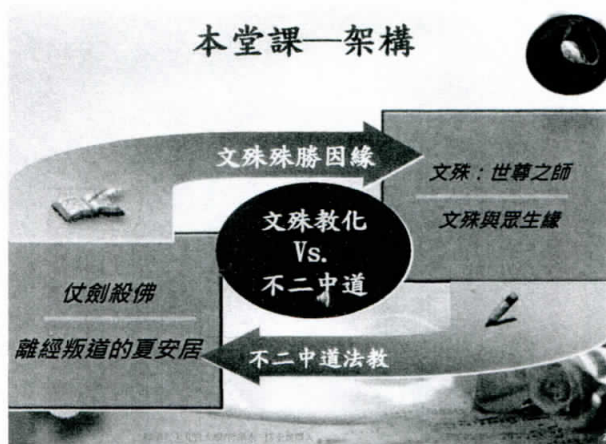 本堂課—架構
文殊殊勝因緣
文殊：世尊之師
文殊與眾生緣
文殊教化
Vs.
不二中道
仗劍殺佛
離經叛道的夏安居
不二中道法教